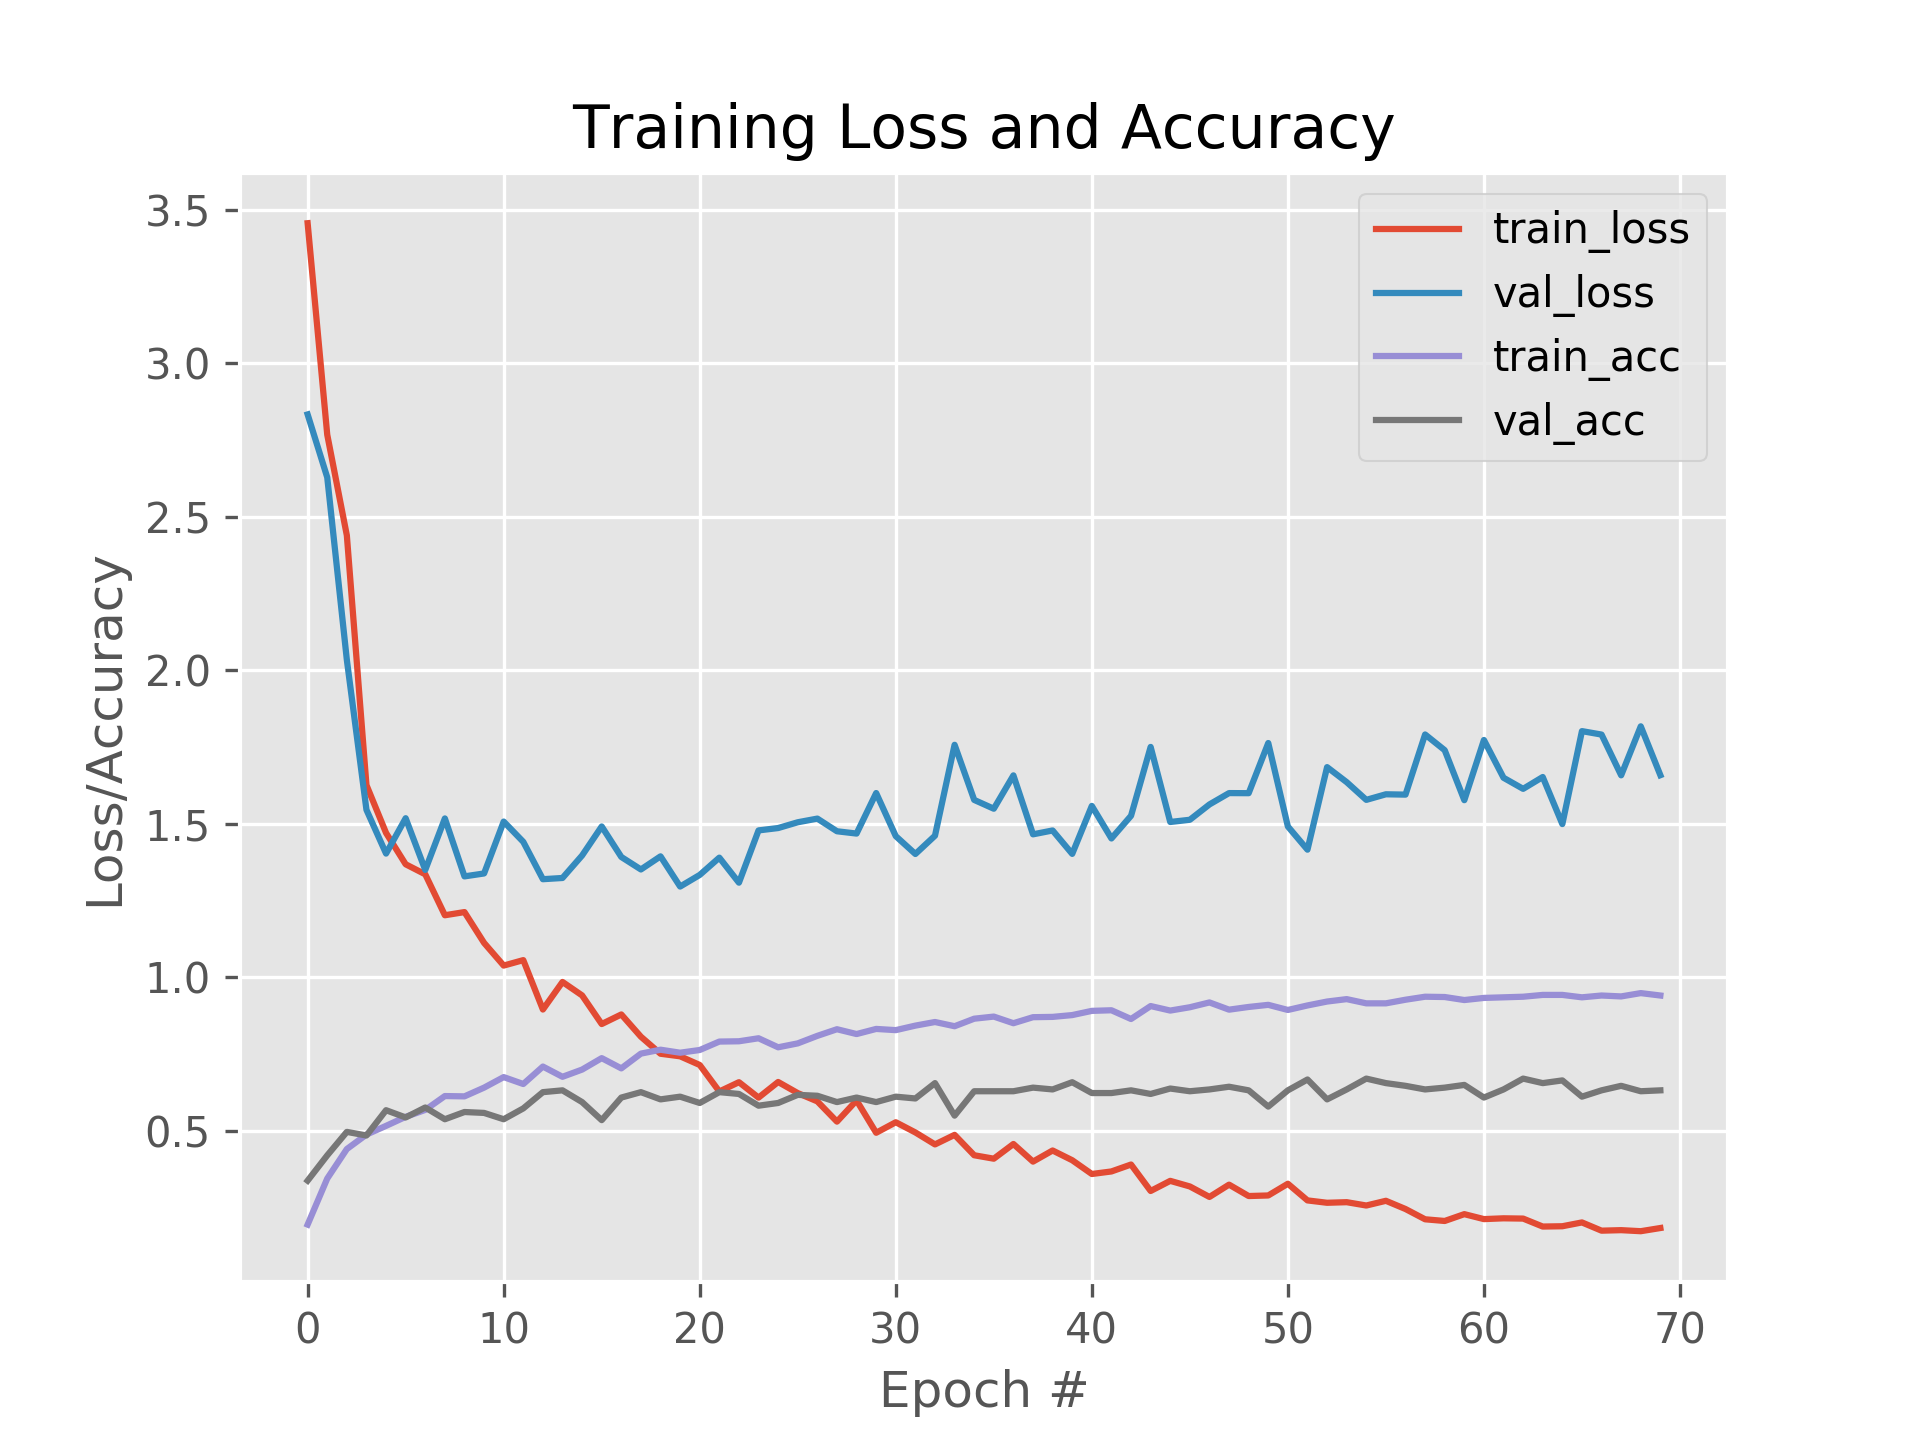 Training Loss and Accuracy
train_loss
val_loss
train_acc
val_acc
Loss/Accuracy
3.5
3.0
2.5
2.0
1.5
1.0
0.5
0 10 20 30 40 50 60 70
Epoch #